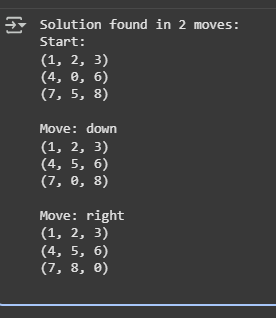 Solution found in 2 moves:
Start:
(1, 2, 3)
(4, 0, 6)
(7, 5, 8)
Move: down
(1, 2, 3)
(4, 5, 6)
(7, 0, 8)
Move: right
(1, 2, 3)
(4, 5, 6)
(7, 8, 0)